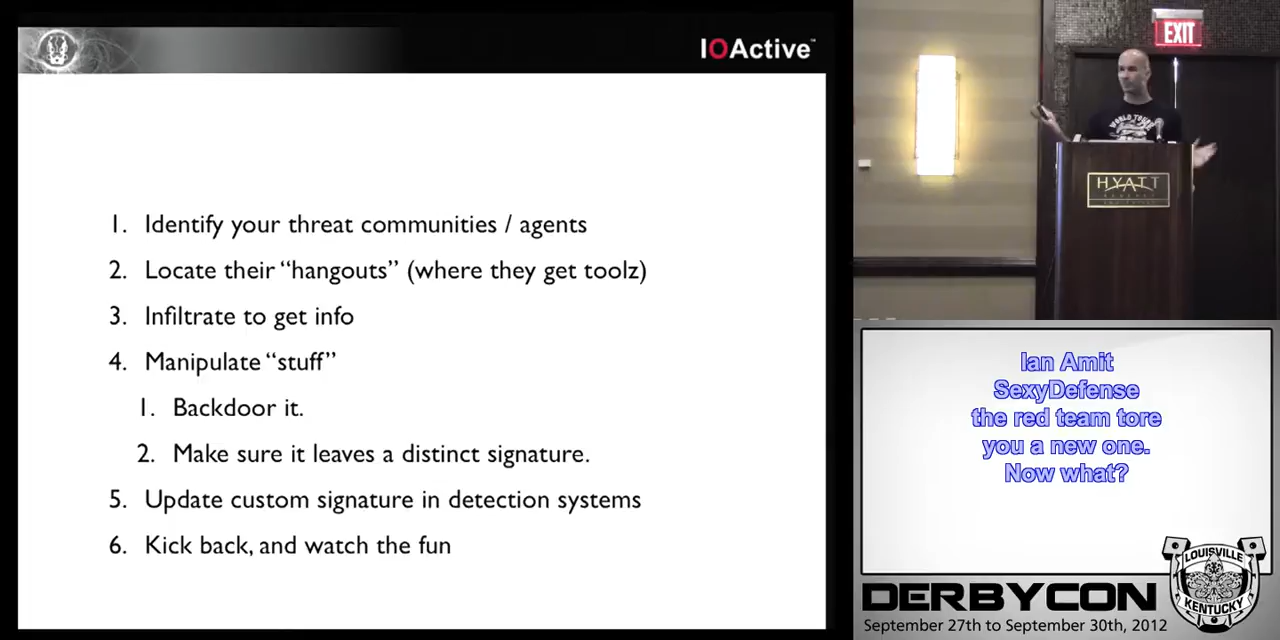 IOActive™
1. Identify your threat communities / agents
2. Locate their “hangouts” (where they get toolz)
3. Infiltrate to get info
4. Manipulate “stuff”
1. Backdoor it.
2. Make sure it leaves a distinct signature.
5. Update custom signature in detection systems
6. Kick back, and watch the fun
EXIT
WORLD TOUR
HYATT
Ian Amit
SexyDefense
the red team tore
you a new one.
Now what?
LOUISVILLE
KENTUCKY
DERBYCON
September 27th to September 30th, 2012